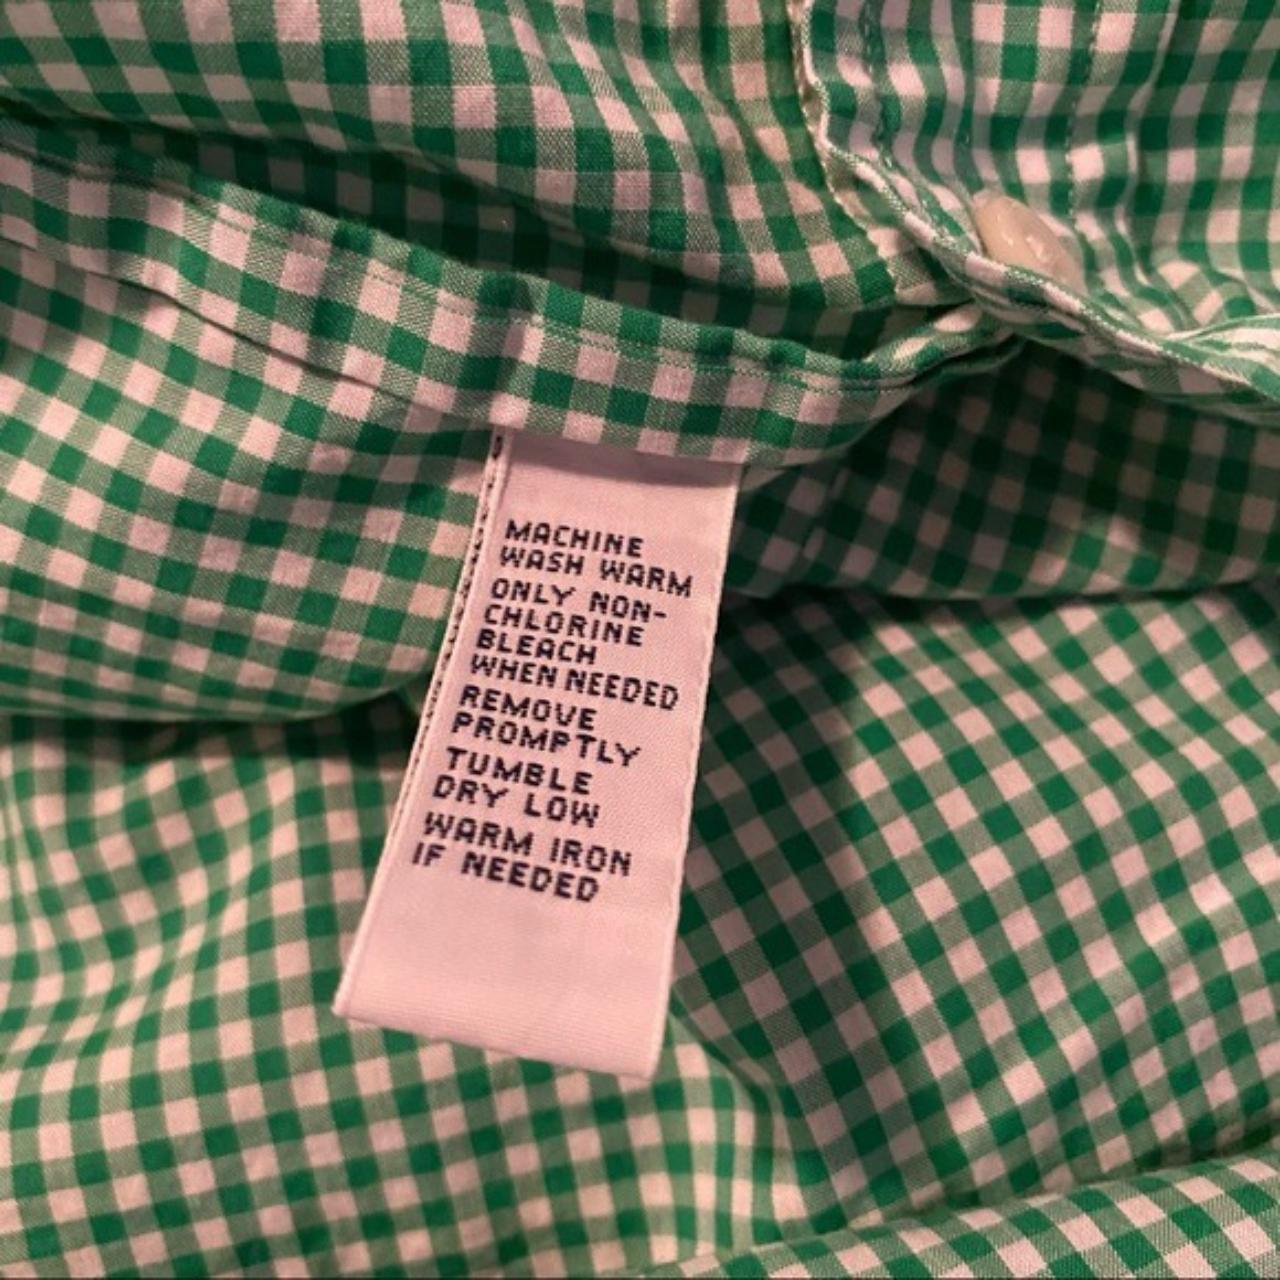 MACHINE
WASH WARM
ONLY NON-
CHLORINE
BLEACH
WHEN NEEDED
REMOVE
PROMPTLY
TUMBLE
DRY LOW
WARM IRON
IF NEEDED